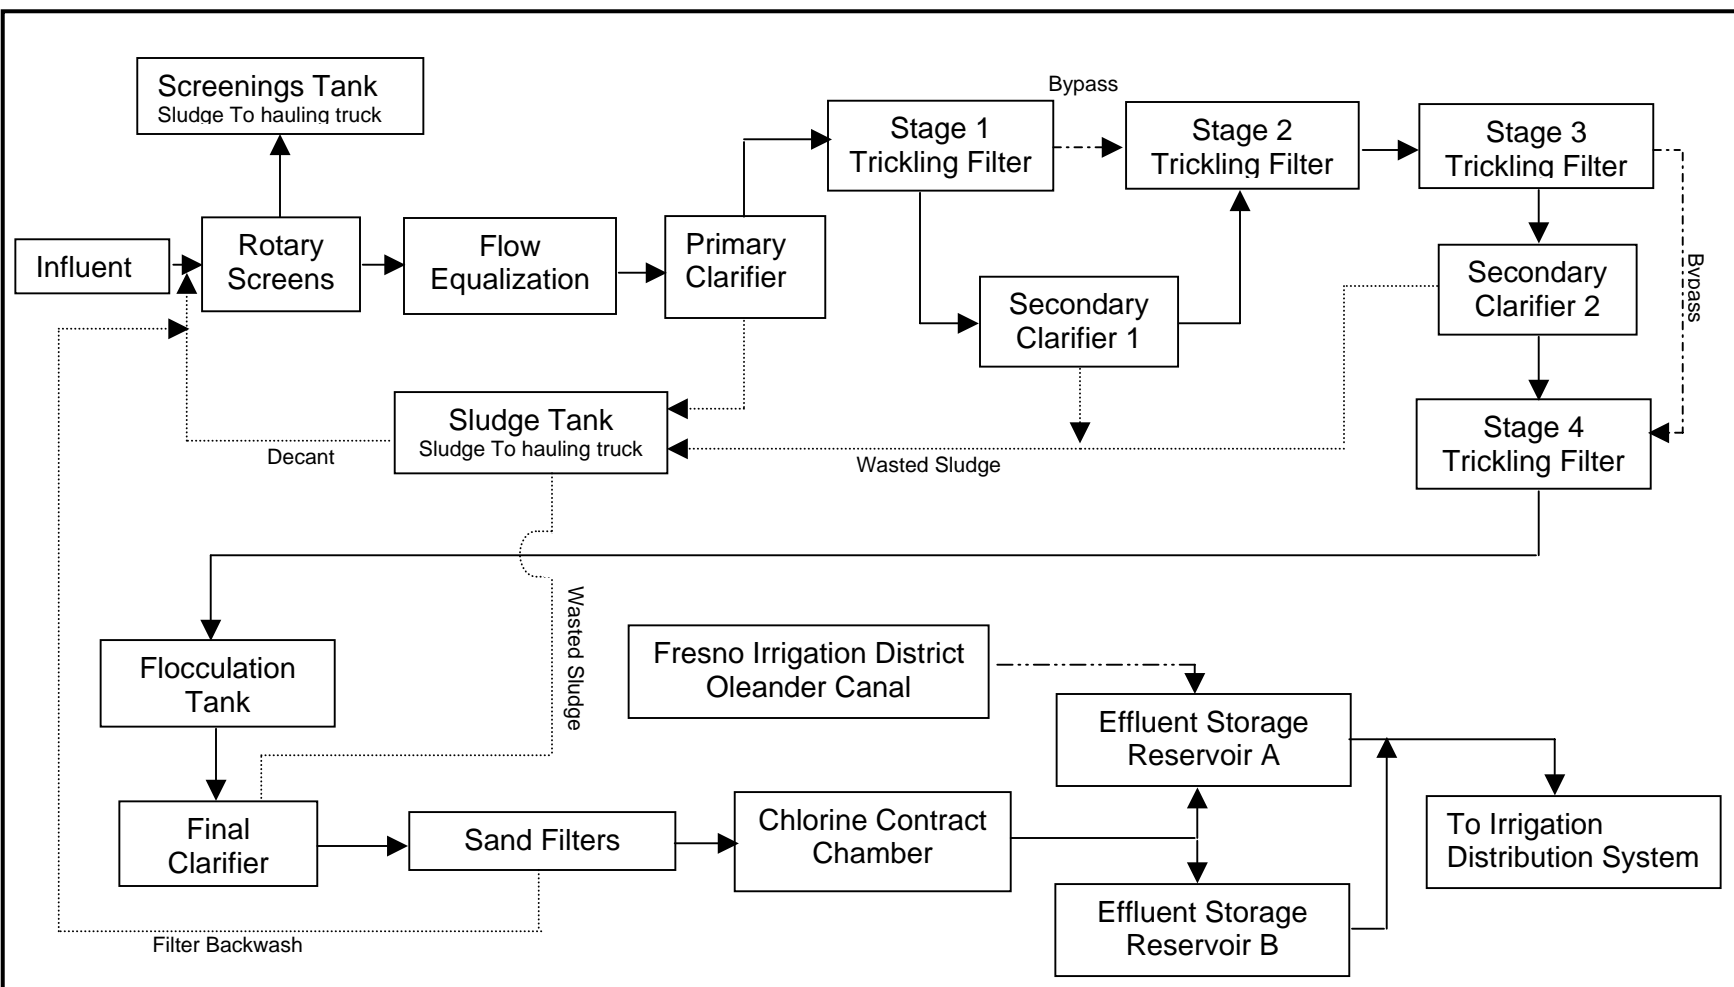 Screenings Tank
Sludge To hauling truck
Bypass
Stage 1
Trickling Filter
Stage 2
Trickling Filter
Stage 3
Trickling Filter
Influent
Rotary
Screens
Flow
Equalization
Primary
Clarifier
Secondary
Clarifier 1
Secondary
Clarifier 2
Bypass
Sludge Tank
Sludge To hauling truck
Decant
Wasted Sludge
Stage 4
Trickling Filter
Wasted Sludge
Flocculation
Tank
Fresno Irrigation District
Oleander Canal
Effluent Storage
Reservoir A
Final
Clarifier
Sand Filters
Chlorine Contract
Chamber
To Irrigation
Distribution System
Effluent Storage
Reservoir B
Filter Backwash